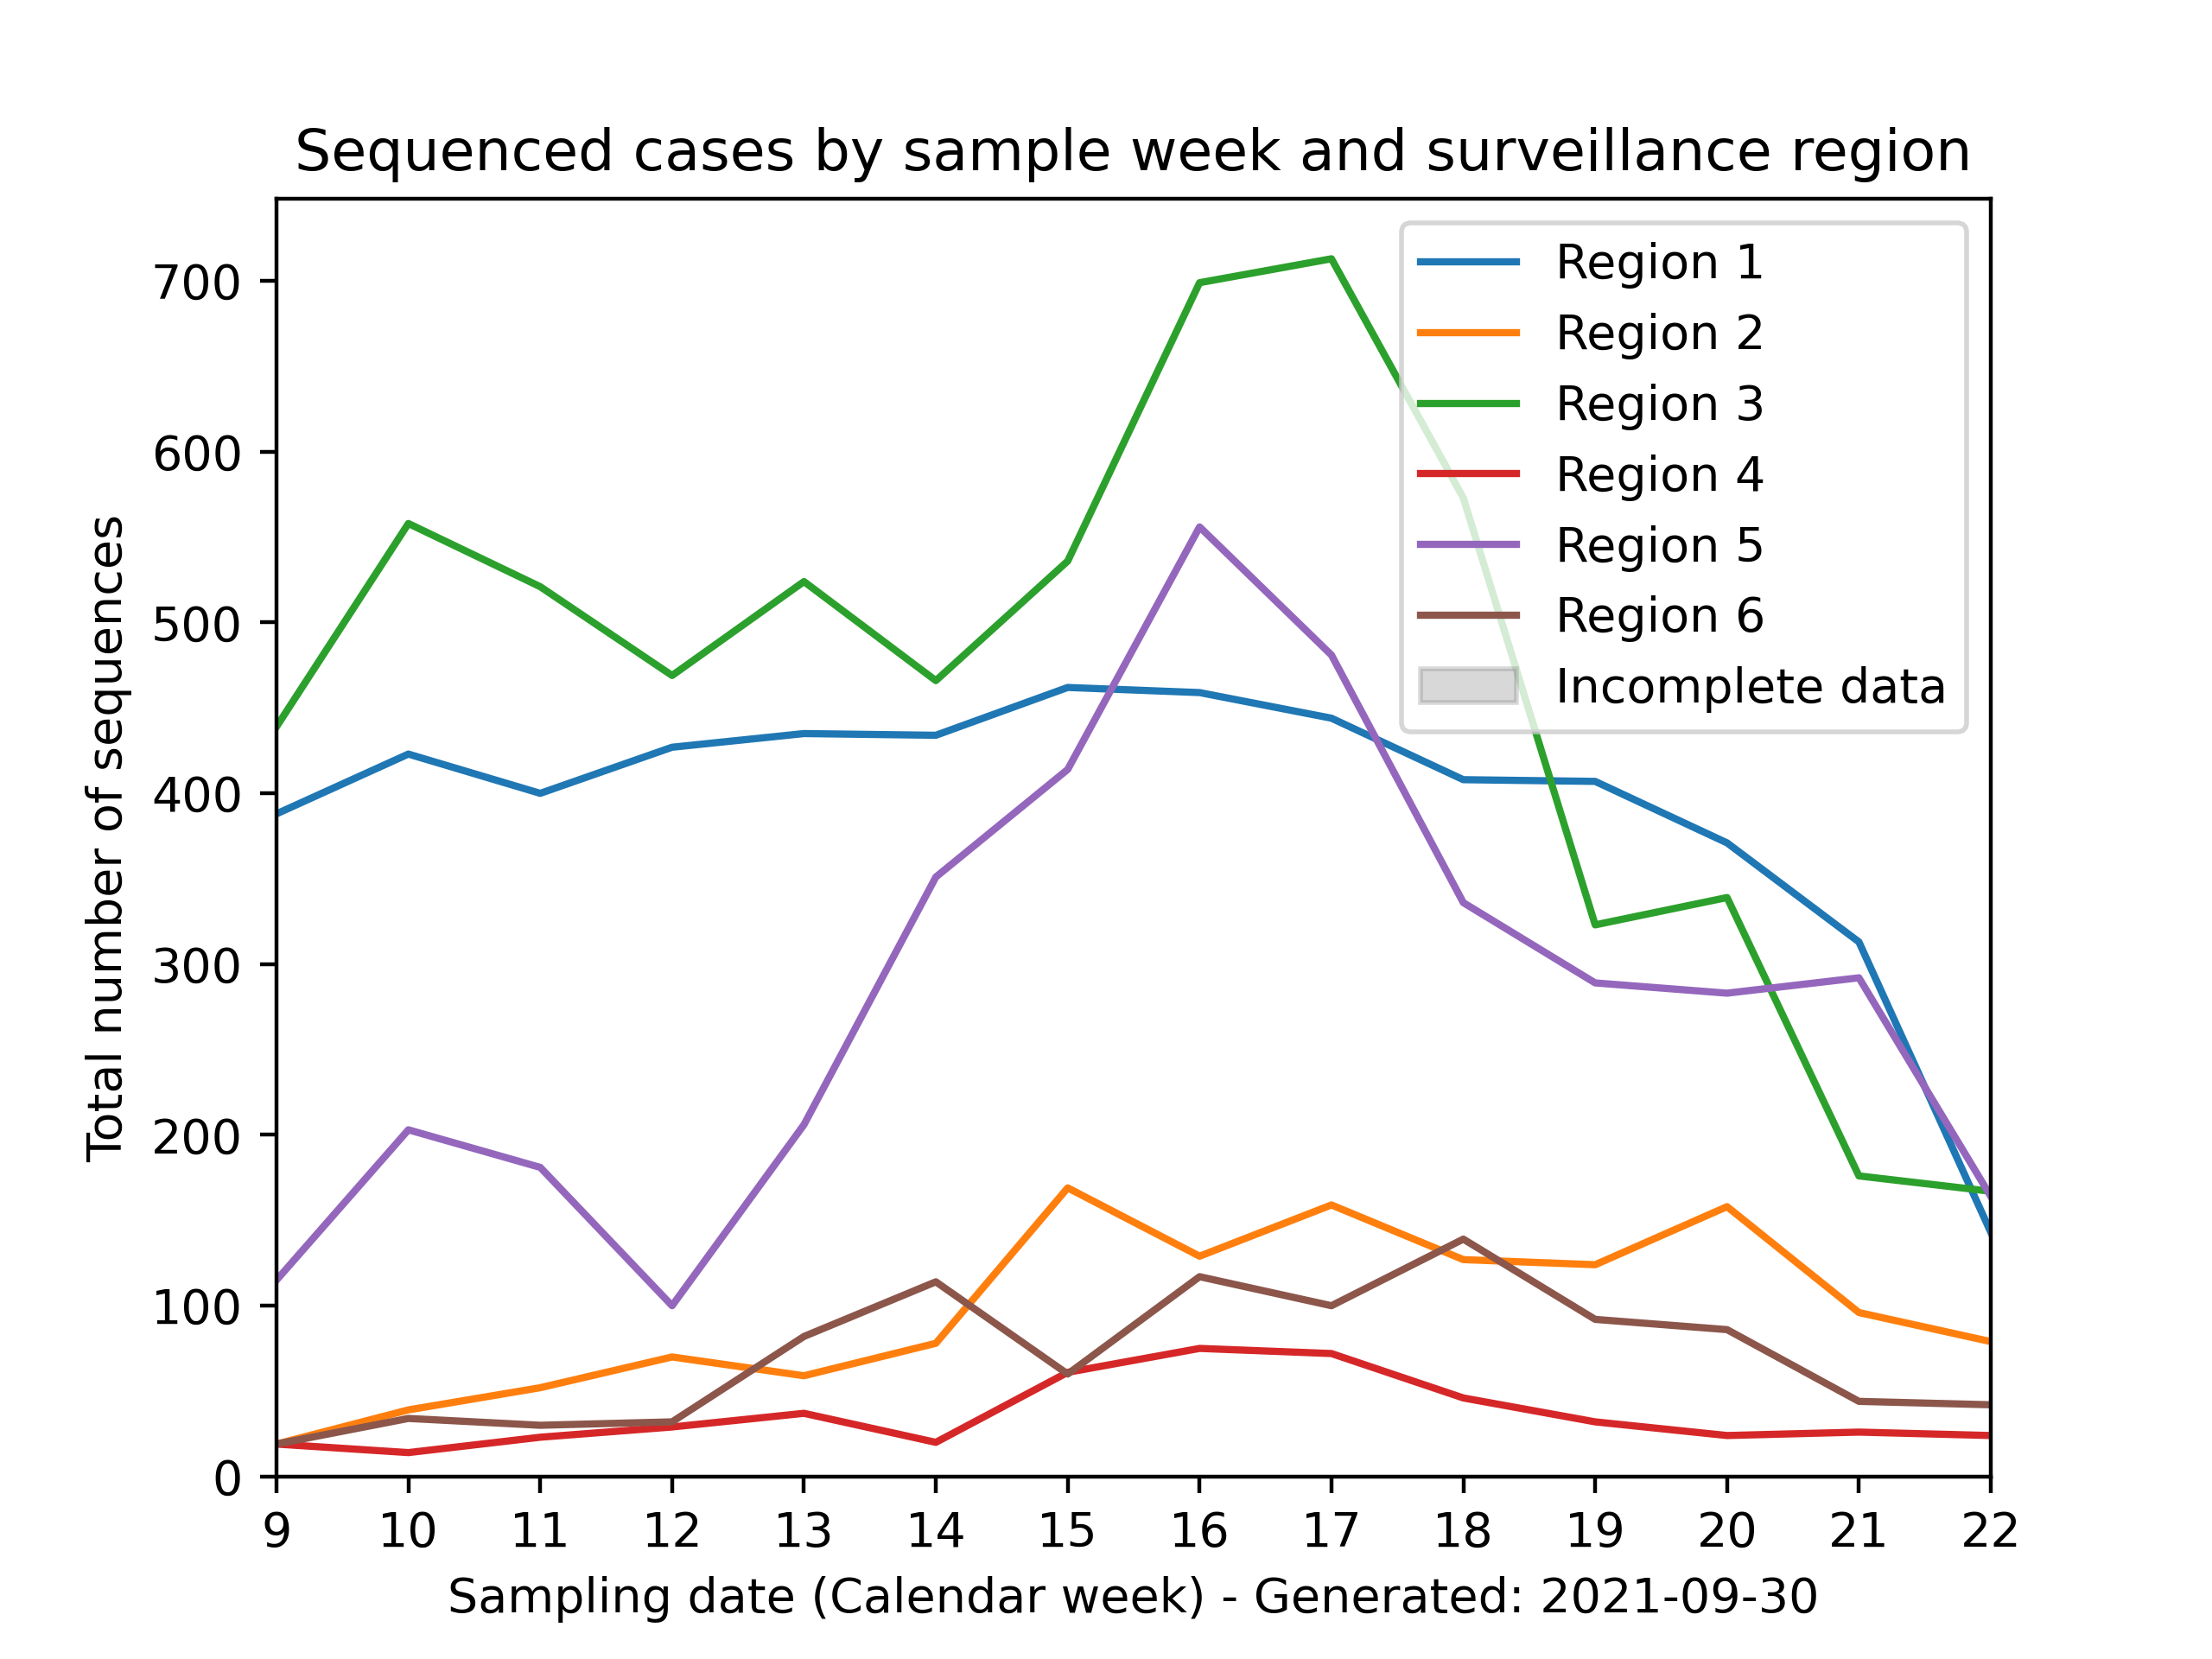 Sequenced cases by sample week and surveillance region
Total number of sequences
700
600
500
400
300
200
100
0
Region 1
Region 2
Region 3
Region 4
Region 5
Region 6
Incomplete data
9 10 11 12 13 14 15 16 17 18 19 20 21 22
Sampling date (Calendar week) - Generated: 2021-09-30